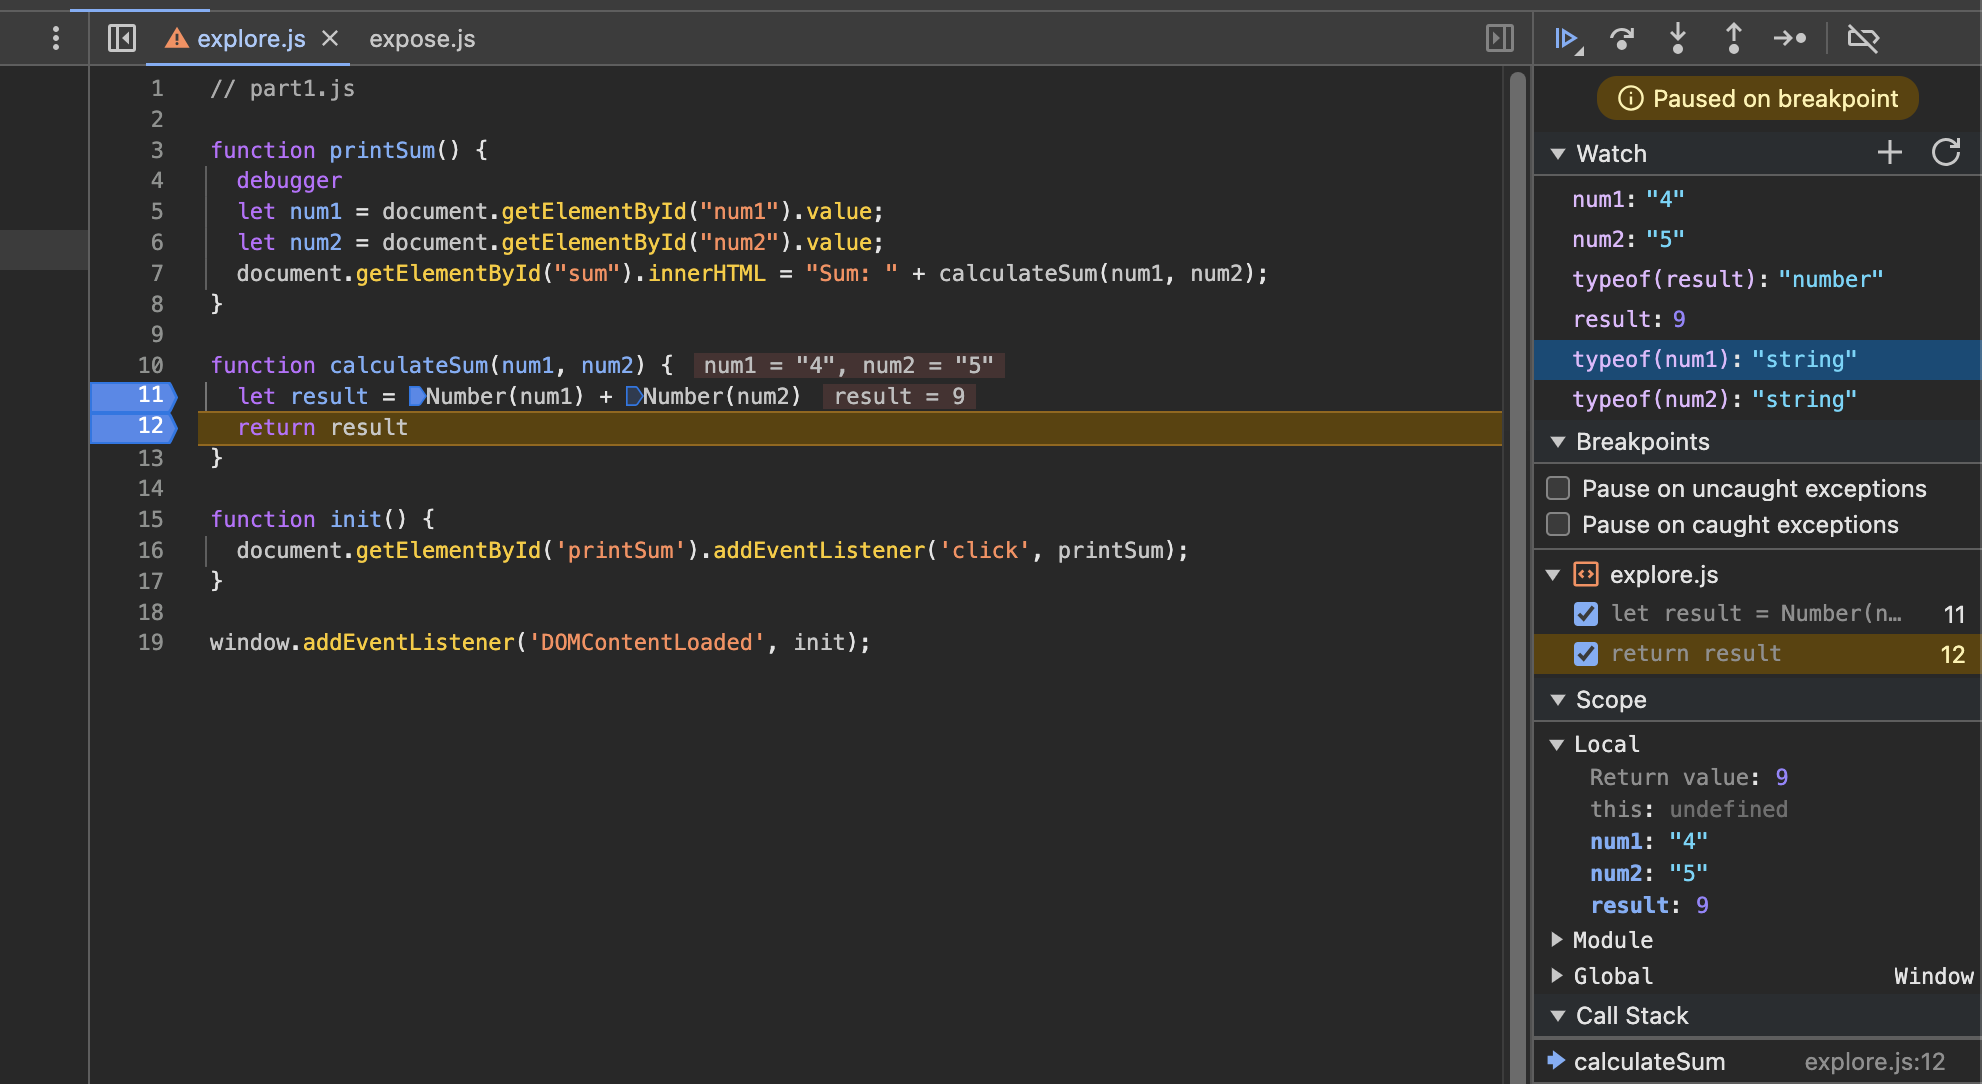 explore.js expose.js
1 // part1.js
2
3 function printSum() {
4 debugger
5 let num1 = document.getElementById("num1").value;
6 let num2 = document.getElementById("num2").value;
7 document.getElementById("sum").innerHTML = "Sum: " + calculateSum(num1, num2);
8 }
9
10 function calculateSum(num1, num2) { num1 = "4", num2 = "5"
11 let result = Number(num1) + Number(num2) result = 9
12 return result
13 }
14
15 function init() {
16 document.getElementById('printSum').addEventListener('click', printSum);
17 }
18
19 window.addEventListener('DOMContentLoaded', init);
Paused on breakpoint
Watch
num1: "4"
num2: "5"
typeof(result): "number"
result: 9
typeof(num1): "string"
typeof(num2): "string"
Breakpoints
Pause on uncaught exceptions
Pause on caught exceptions
explore.js
let result = Number(n… 11
return result 12
Scope
Local
Return value: 9
this: undefined
num1: "4"
num2: "5"
result: 9
Module
Global Window
Call Stack
calculateSum explore.js:12